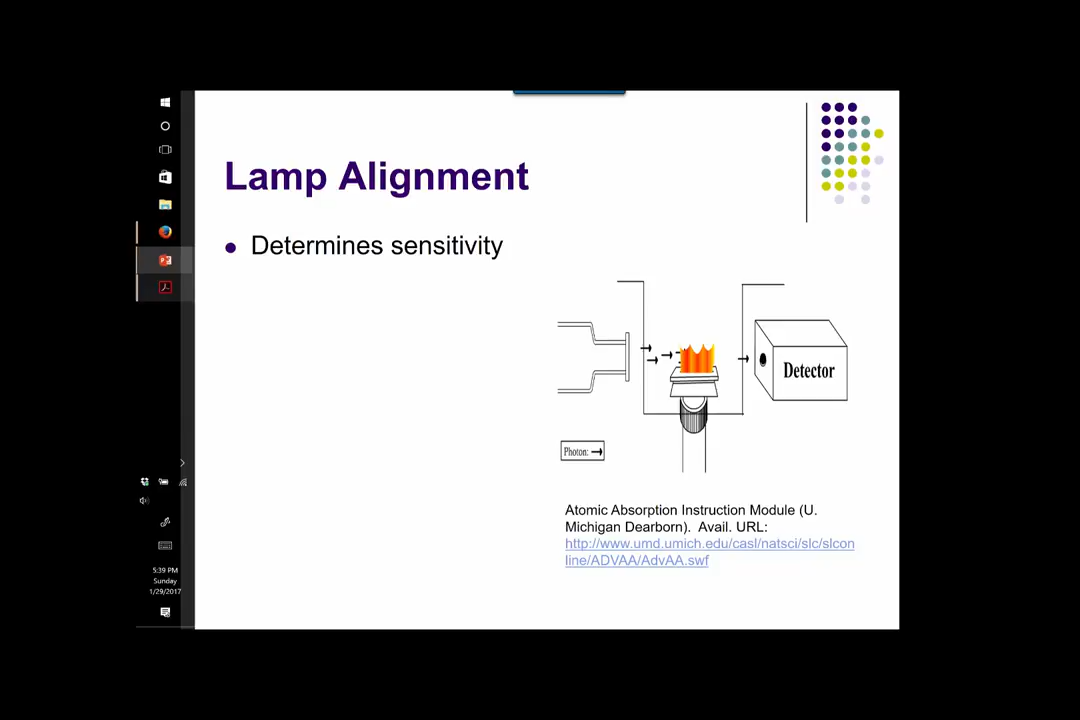 Lamp Alignment
Determines sensitivity
Detector
Photon:
Atomic Absorption Instruction Module (U.
Michigan Dearborn). Avail. URL:
http://www.umd.umich.edu/casl/natsci/slc/slcon
line/ADVAA/AdvAA.swf
5:39 PM
Sunday
1/29/2017